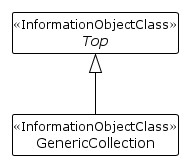 «InformationObjectClass»
Top
«InformationObjectClass»
GenericCollection